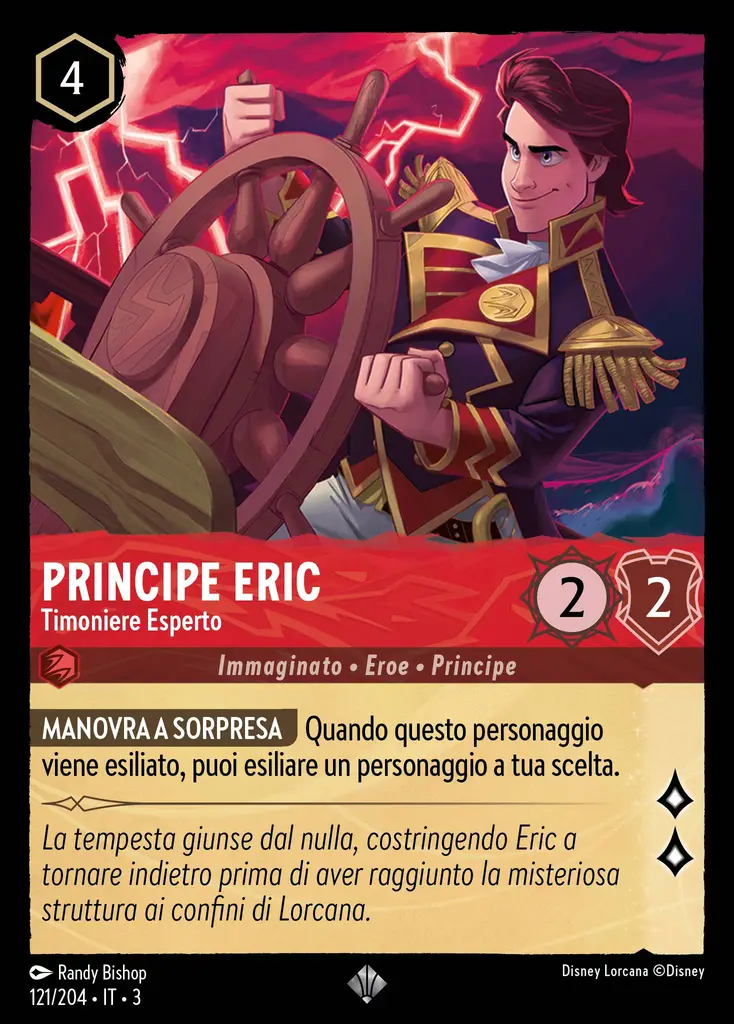 4
PRINCIPE ERIC
Timoniere Esperto
2
2
Immaginato • Eroe • Principe
MANOVRA A SORPRESA Quando questo personaggio
viene esiliato, puoi esiliare un personaggio a tua scelta.
La tempesta giunse dal nulla, costringendo Eric a
tornare indietro prima di aver raggiunto la misteriosa
struttura ai confini di Lorcana.
Randy Bishop
Disney Lorcana ©Disney
121/204 • IT • 3